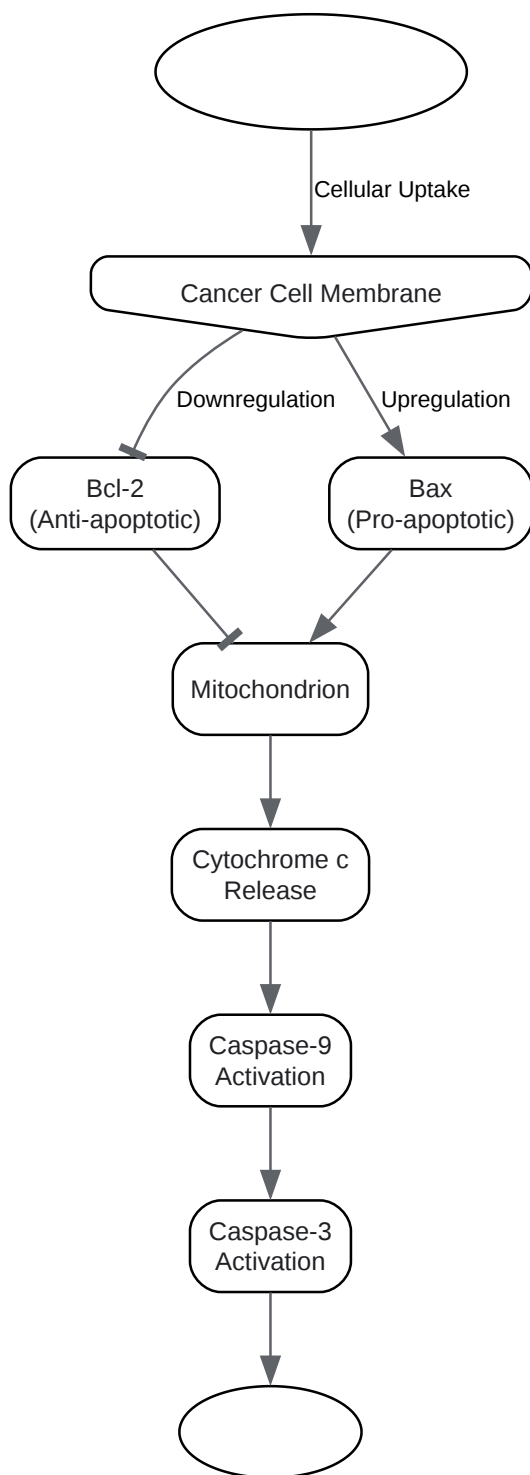 Cellular Uptake
Cancer Cell Membrane
Downregulation
Upregulation
Bcl-2
(Anti-apoptotic)
Bax
(Pro-apoptotic)
Mitochondrion
Cytochrome c
Release
Caspase-9
Activation
Caspase-3
Activation